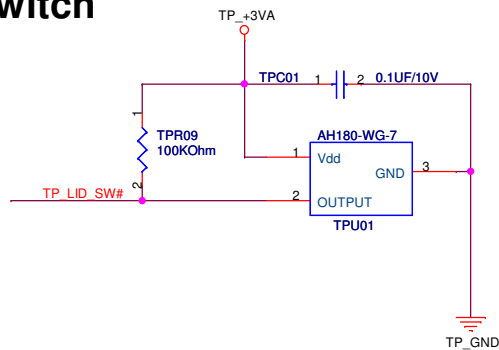 witch
TP_+3VA
TPC01 1 2 0.1UF/10V
1
TPR09
100KOhm
2
AH180-WG-7
1 Vdd
GND 3
TP_LID_SW#
2 OUTPUT
TPU01
TP_GND